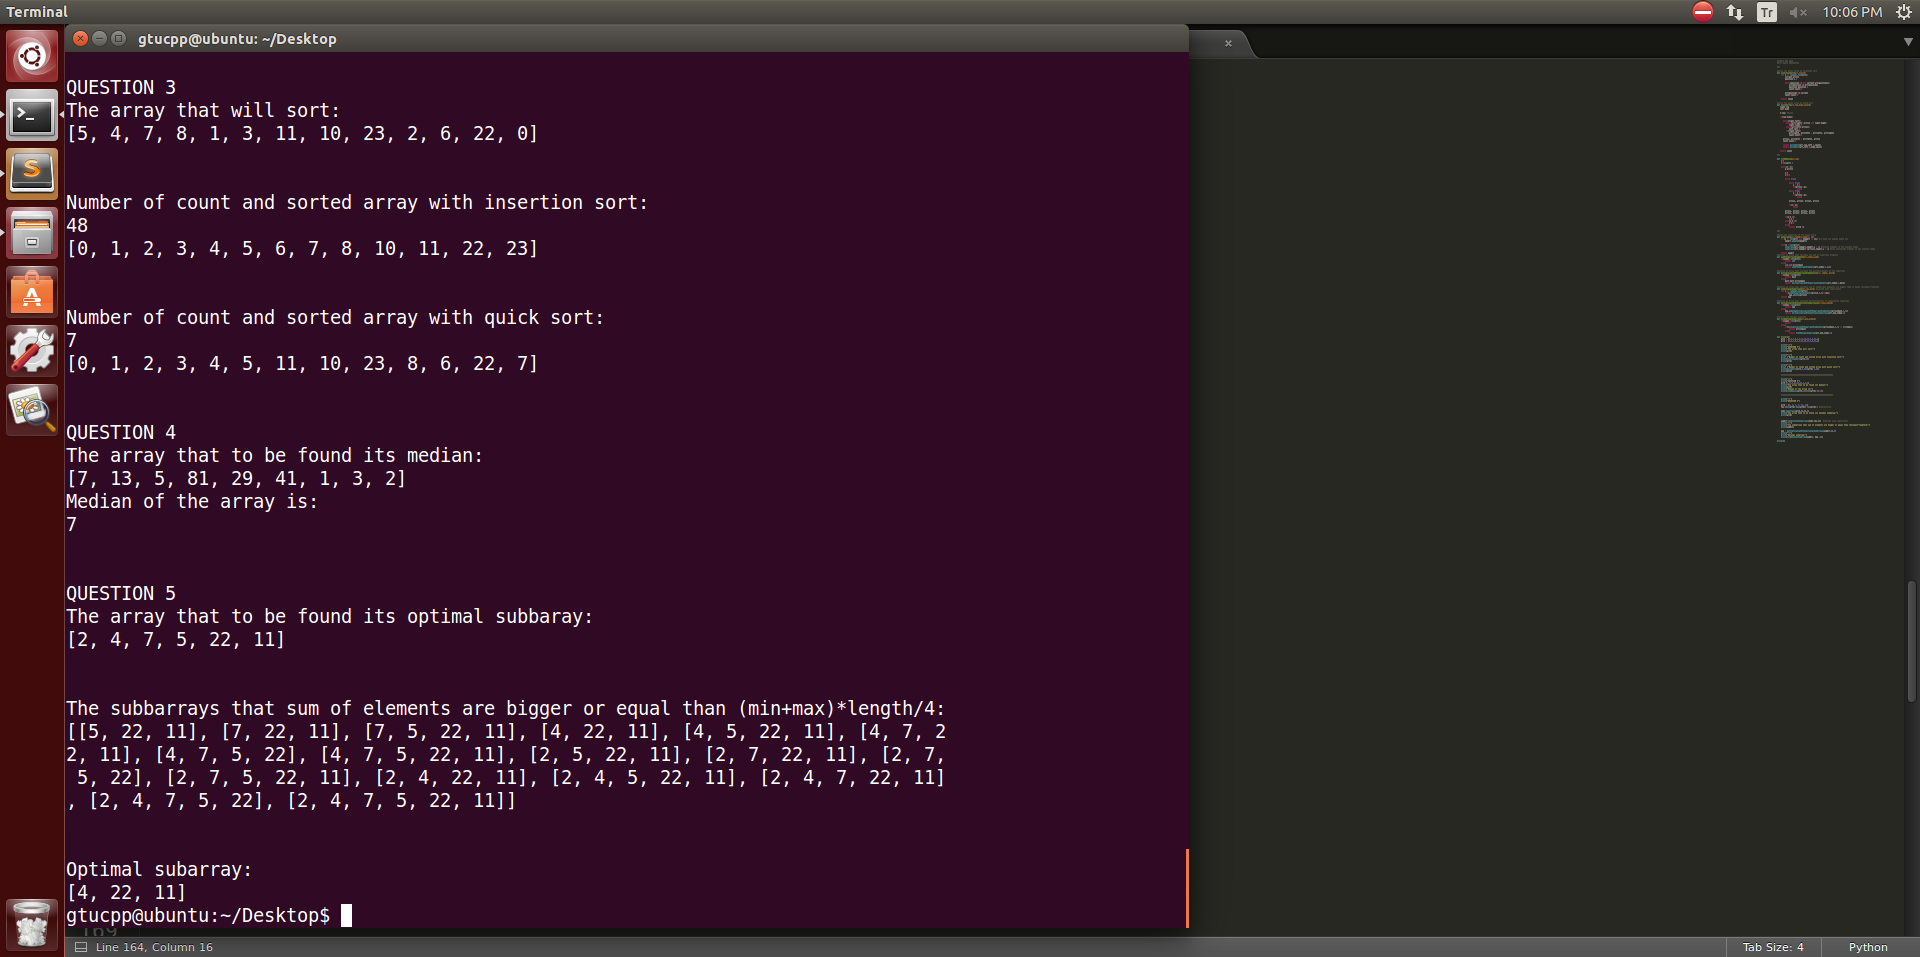 Terminal
Tr
10:06 PM
gtucpp@ubuntu: ~/Desktop
QUESTION 3
The array that will sort:
[5, 4, 7, 8, 1, 3, 11, 10, 23, 2, 6, 22, 0]
Number of count and sorted array with insertion sort:
48
[0, 1, 2, 3, 4, 5, 6, 7, 8, 10, 11, 22, 23]
Number of count and sorted array with quick sort:
7
[0, 1, 2, 3, 4, 5, 11, 10, 23, 8, 6, 22, 7]
QUESTION 4
The array that to be found its median:
[7, 13, 5, 81, 29, 41, 1, 3, 2]
Median of the array is:
7
QUESTION 5
The array that to be found its optimal subbaray:
[2, 4, 7, 5, 22, 11]
The subbarrays that sum of elements are bigger or equal than (min+max)*length/4:
[[5, 22, 11], [7, 22, 11], [7, 5, 22, 11], [4, 22, 11], [4, 5, 22, 11], [4, 7, 2
2, 11], [4, 7, 5, 22], [4, 7, 5, 22, 11], [2, 5, 22, 11], [2, 7, 22, 11], [2, 7,
 5, 22], [2, 7, 5, 22, 11], [2, 4, 22, 11], [2, 4, 5, 22, 11], [2, 4, 7, 22, 11]
, [2, 4, 7, 5, 22], [2, 4, 7, 5, 22, 11]]
Optimal subarray:
[4, 22, 11]
gtucpp@ubuntu:~/Desktop$
169
Line 164, Column 16
Tab Size: 4
Python